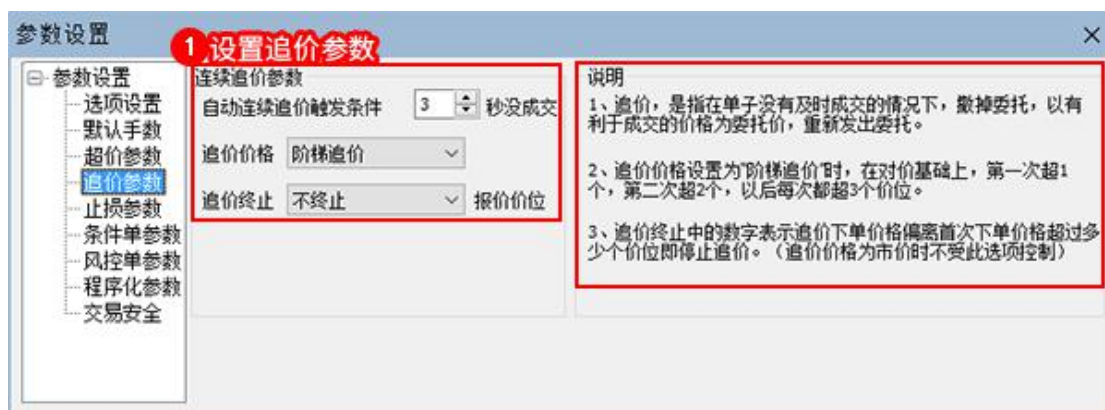 参数设置
1 设置追价参数
参数设置
选项设置
默认手数
超价参数
追价参数
止损参数
条件单参数
风控单参数
程序化参数
交易安全
连续追价参数
自动连续追价触发条件 3 秒没成交
追价价格 阶梯追价
追价终止 不终止 报价价位
说明
1、追价，是指在单子没有及时成交的情况下，撤掉委托，以有
利于成交的价格为委托价，重新发出委托。
2、追价价格设置为"阶梯追价"时，在对价基础上，第一次超1
个，第二次超2个，以后每次都超3个价位。
3、追价终止中的数字表示追价下单价格偏离首次下单价格超过多
少个价位即停止追价。（追价价格为市价时不受此选项控制）